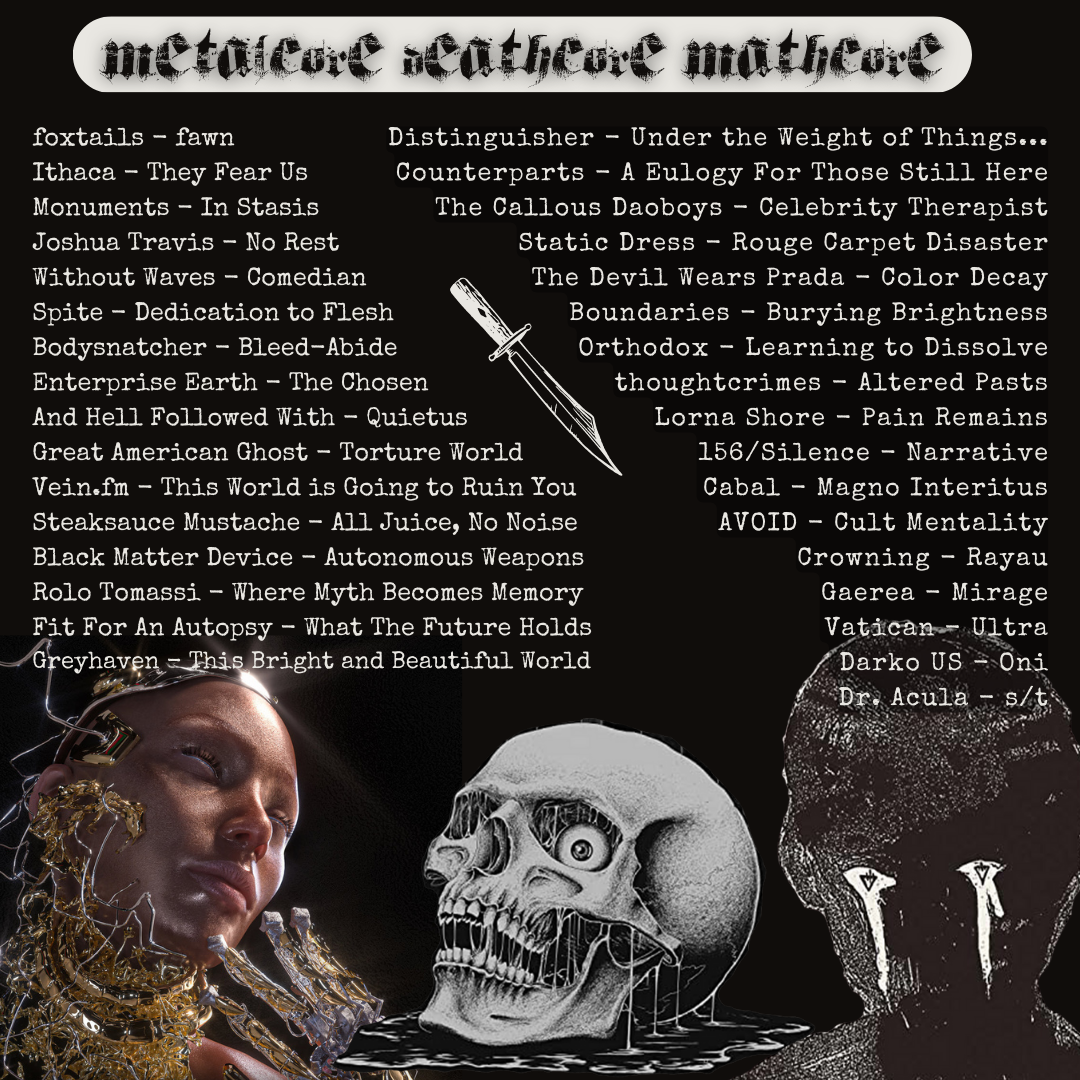 metalcore deathcore mathcore
foxtails – fawn
Ithaca – They Fear Us
Monuments – In Stasis
Joshua Travis – No Rest
Without Waves – Comedian
Spite – Dedication to Flesh
Bodysnatcher – Bleed-Abide
Enterprise Earth – The Chosen
And Hell Followed With – Quietus
Great American Ghost – Torture World
Vein.fm – This World is Going to Ruin You
Steaksauce Mustache – All Juice, No Noise
Black Matter Device – Autonomous Weapons
Rolo Tomassi – Where Myth Becomes Memory
Fit For An Autopsy – What The Future Holds
Greyhaven – This Bright and Beautiful World
Distinguisher – Under the Weight of Things...
Counterparts – A Eulogy For Those Still Here
The Callous Daoboys – Celebrity Therapist
Static Dress – Rouge Carpet Disaster
The Devil Wears Prada – Color Decay
Boundaries – Burying Brightness
Orthodox – Learning to Dissolve
thoughtcrimes – Altered Pasts
Lorna Shore – Pain Remains
156/Silence – Narrative
Cabal – Magno Interitus
AVOID – Cult Mentality
Crowning – Rayau
Gaerea – Mirage
Vatican – Ultra
Darko US – Oni
Dr. Acula – s/t